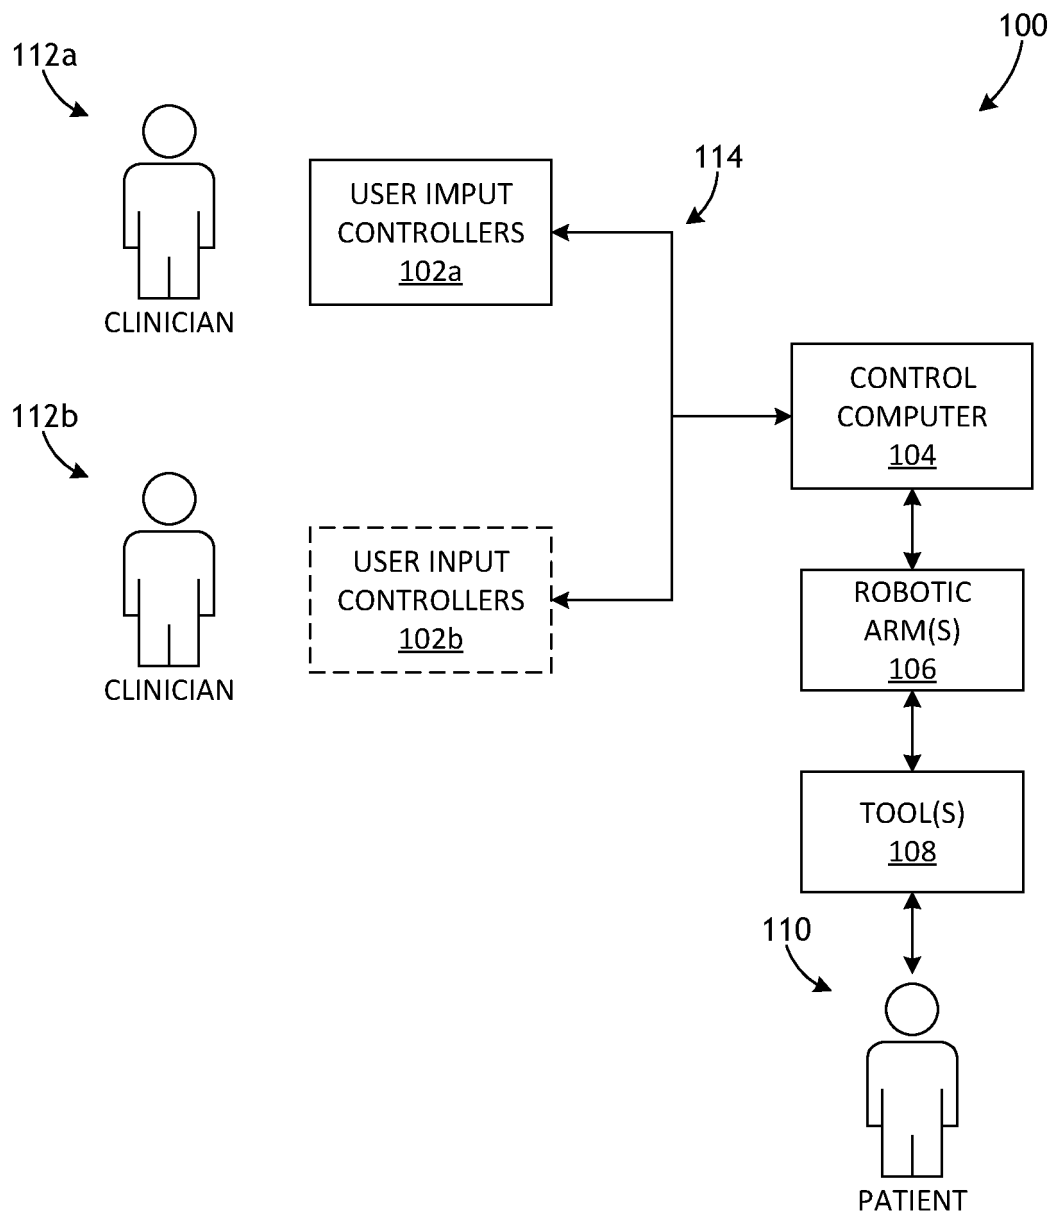 100
112a
114
USER IMPUT
CONTROLLERS
102a
CLINICIAN
CONTROL
COMPUTER
104
112b
USER INPUT
CONTROLLERS
102b
CLINICIAN
ROBOTIC
ARM(S)
106
TOOL(S)
108
110
PATIENT